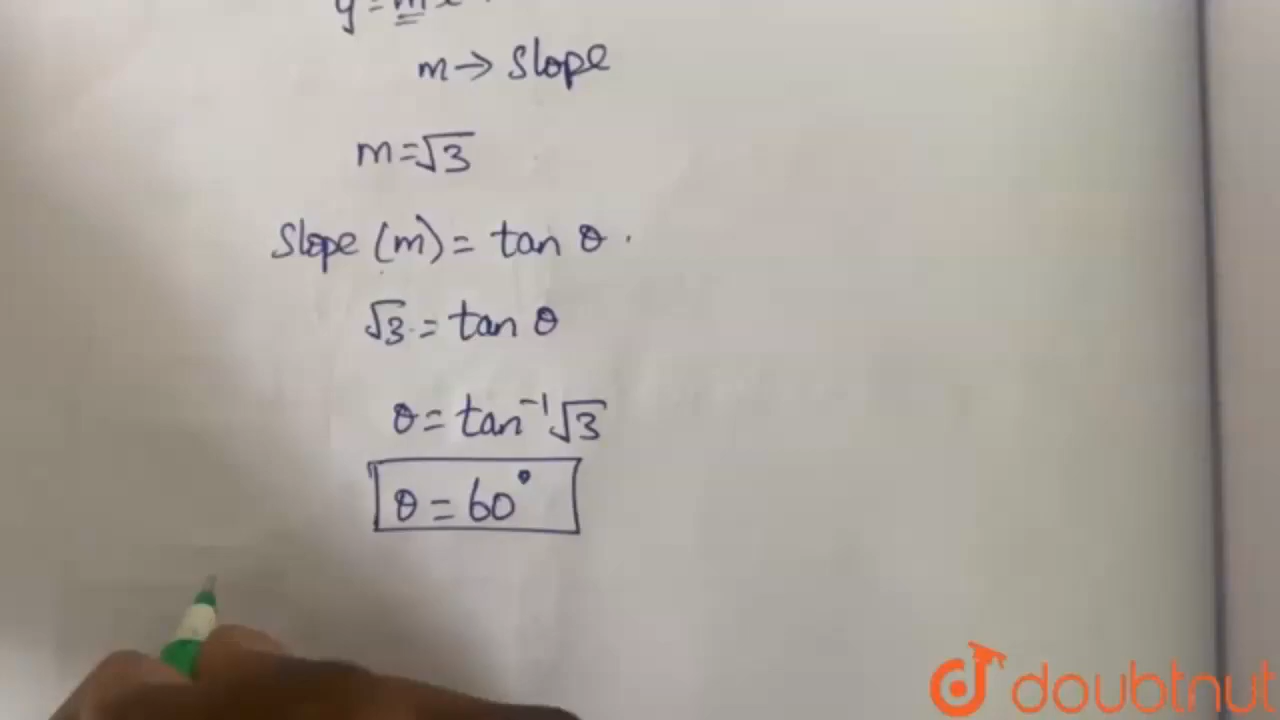 m → Slope
m = √3
Slope (m) = tan θ .
√3 = tan θ
θ = tan⁻¹ √3
θ = 60°
doubtnut